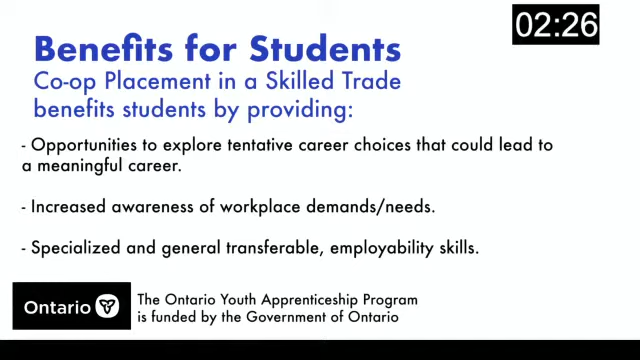 02:26
Benefits for Students
Co-op Placement in a Skilled Trade
benefits students by providing:
- Opportunities to explore tentative career choices that could lead to
a meaningful career.
- Increased awareness of workplace demands/needs.
- Specialized and general transferable, employability skills.
Ontario
The Ontario Youth Apprenticeship Program
is funded by the Government of Ontario